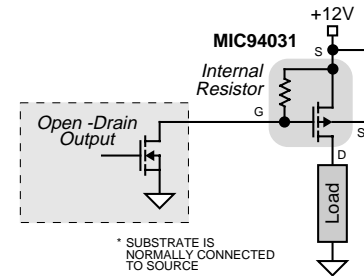 +12V
MIC94031
S
Internal
Resistor
G
Open -Drain
Output
S
D
Load
* SUBSTRATE IS
NORMALLY CONNECTED
TO SOURCE